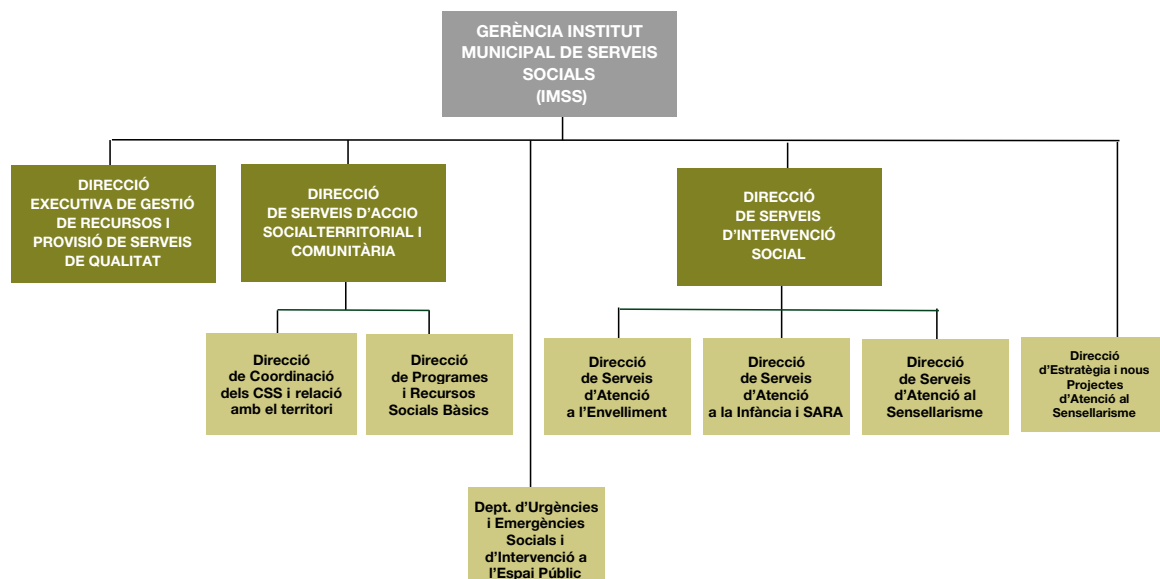 GERÈNCIA INSTITUT
MUNICIPAL DE SERVEIS
SOCIALS
(IMSS)
DIRECCIÓ
EXECUTIVA DE GESTIÓ
DE RECURSOS I
PROVISIÓ DE SERVEIS
DE QUALITAT
DIRECCIÓ
DE SERVEIS D'ACCIO
SOCIALTERRITORIAL I
COMUNITÀRIA
DIRECCIÓ
DE SERVEIS
D'INTERVENCIÓ
SOCIAL
Direcció
de Coordinació
dels CSS i relació
amb el territori
Direcció
de Programes
i Recursos
Socials Bàsics
Direcció
de Serveis
d'Atenció
a l'Envelliment
Direcció
de Serveis
d'Atenció
a la Infància i SARA
Direcció
de Serveis
d'Atenció al
Sensellarisme
Direcció
d'Estratègia i nous
Projectes
d'Atenció al
Sensellarisme
Dept. d'Urgències
i Emergències
Socials i
d'Intervenció a
l'Espai Públic